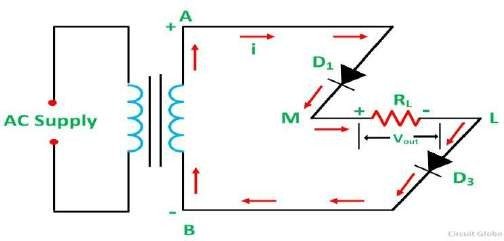 A
+
i
D1
AC Supply
M
+
RL
-
L
Vout
D3
-
B
Circuit Globe